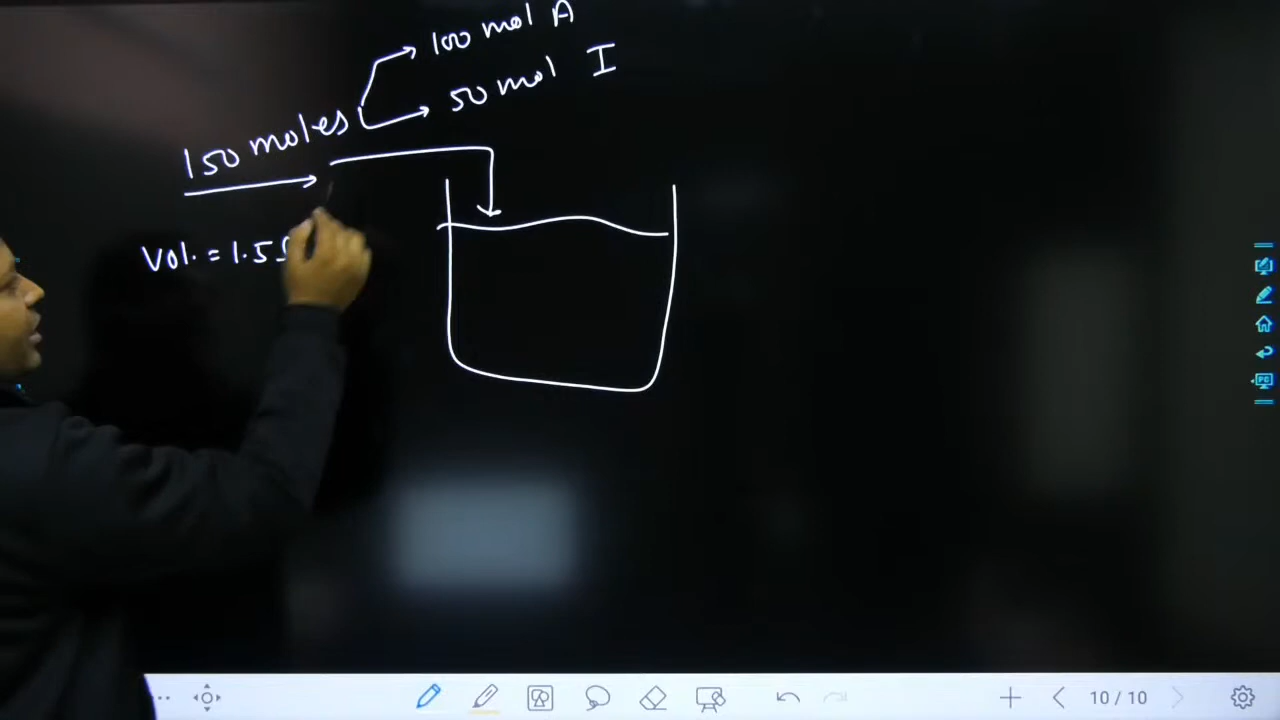 100 mol A
50 mol I
150 moles
Vol. = 1.5
10 / 10